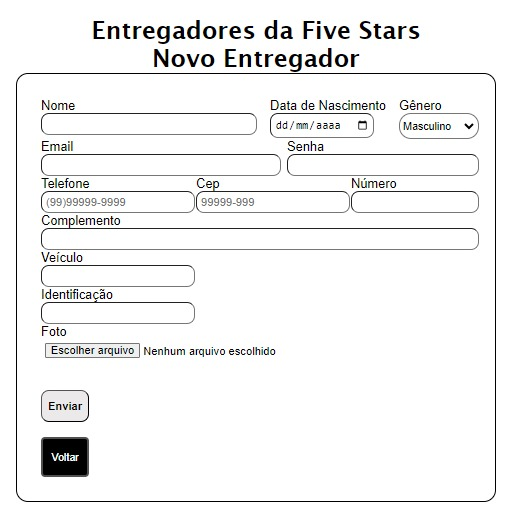 Entregadores da Five Stars
Novo Entregador
Nome Data de Nascimento Gênero
dd/mm/aaaa Masculino
Email Senha
Telefone Cep Número
(99)99999-9999 99999-999
Complemento
Veículo
Identificação
Foto
Escolher arquivo Nenhum arquivo escolhido
Enviar
Voltar